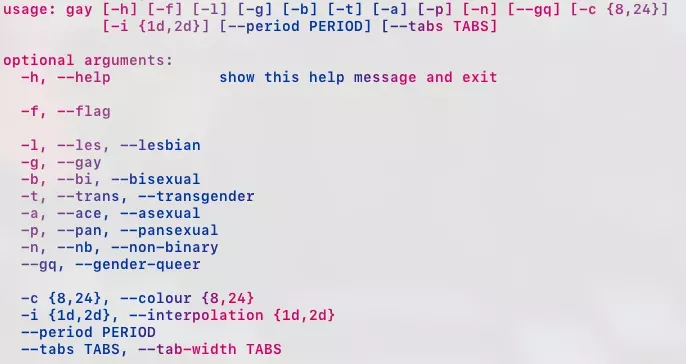 usage: gay [-h] [-f] [-l] [-g] [-b] [-t] [-a] [-p] [-n] [--gq] [-c {8,24}]
[-i {1d,2d}] [--period PERIOD] [--tabs TABS]
optional arguments:
-h, --help show this help message and exit
-f, --flag
-l, --les, --lesbian
-g, --gay
-b, --bi, --bisexual
-t, --trans, --transgender
-a, --ace, --asexual
-p, --pan, --pansexual
-n, --nb, --non-binary
--gq, --gender-queer
-c {8,24}, --colour {8,24}
-i {1d,2d}, --interpolation {1d,2d}
--period PERIOD
--tabs TABS, --tab-width TABS